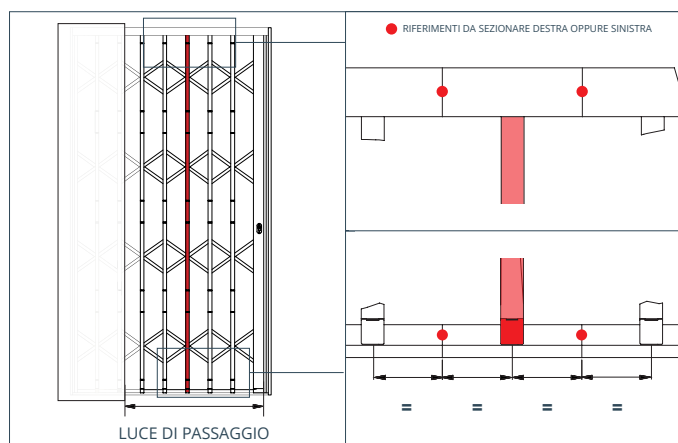 RIFERIMENTI DA SEZIONARE DESTRA OPPURE SINISTRA
= = = =
LUCE DI PASSAGGIO